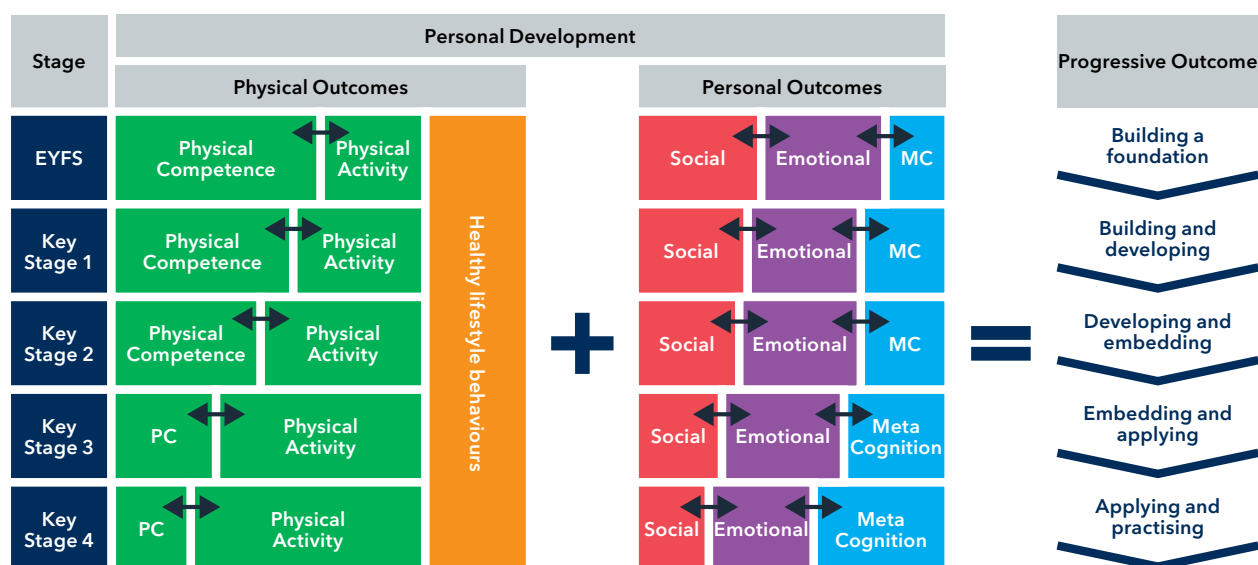 Personal Development
Stage
Progressive Outcome
Physical Outcomes
Personal Outcomes
EYFS
Physical
Competence
Physical
Activity
Healthy lifestyle behaviours
Social
Emotional
MC
Building a
foundation
Key
Stage 1
Physical
Competence
Physical
Activity
Social
Emotional
MC
Building and
developing
Key
Stage 2
Physical
Competence
Physical
Activity
+
Social
Emotional
MC
=
Developing and
embedding
Key
Stage 3
PC
Physical
Activity
Social
Emotional
Meta
Cognition
Embedding and
applying
Key
Stage 4
PC
Physical
Activity
Social
Emotional
Meta
Cognition
Applying and
practising